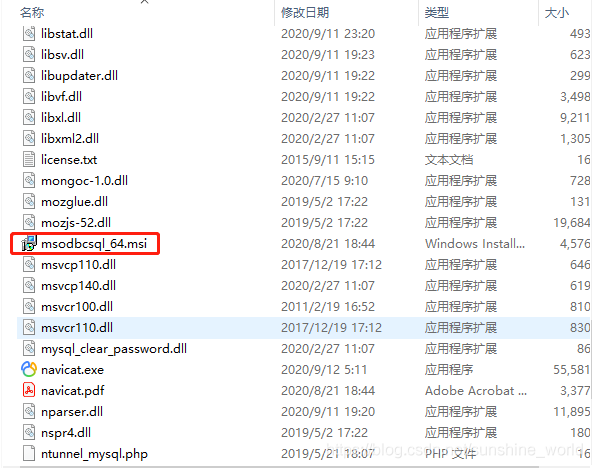 名称 修改日期 类型 大小
libstat.dll 2020/9/11 23:20 应用程序扩展 493
libsv.dll 2020/9/11 19:23 应用程序扩展 623
libupdater.dll 2020/9/11 19:22 应用程序扩展 299
libvf.dll 2020/9/11 19:22 应用程序扩展 3,498
libxl.dll 2020/2/27 11:07 应用程序扩展 9,211
libxml2.dll 2020/2/27 11:07 应用程序扩展 1,305
license.txt 2015/9/11 15:15 文本文档 16
mongoc-1.0.dll 2020/7/15 9:10 应用程序扩展 728
mozglue.dll 2019/5/2 17:22 应用程序扩展 131
mozjs-52.dll 2019/5/2 17:22 应用程序扩展 19,684
msodbcsql_64.msi 2020/8/21 18:44 Windows Install... 4,576
msvcp110.dll 2017/12/19 17:12 应用程序扩展 646
msvcp140.dll 2020/2/27 11:07 应用程序扩展 619
msvcr100.dll 2011/2/19 16:52 应用程序扩展 810
msvcr110.dll 2017/12/19 17:12 应用程序扩展 830
mysql_clear_password.dll 2020/2/27 11:07 应用程序扩展 86
navicat.exe 2020/9/12 5:11 应用程序 55,581
navicat.pdf 2020/8/21 18:44 Adobe Acrobat ... 3,377
nparser.dll 2020/9/11 19:20 应用程序扩展 11,895
nspr4.dll 2019/5/2 17:22 应用程序扩展 180
ntunnel_mysql.php 2019/5/21 18:07 PHP 文件 16
https://blog.csdn.net/sunshine_world